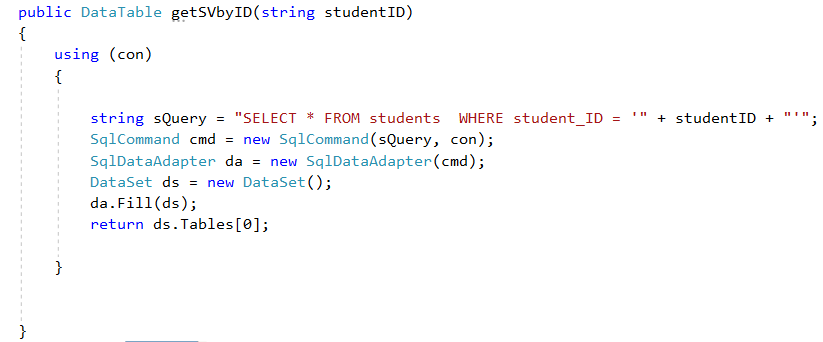 public DataTable getSVbyID(string studentID)
{
using (con)
{
string sQuery = "SELECT * FROM students  WHERE student_ID = '" + studentID + "'";
SqlCommand cmd = new SqlCommand(sQuery, con);
SqlDataAdapter da = new SqlDataAdapter(cmd);
DataSet ds = new DataSet();
da.Fill(ds);
return ds.Tables[0];
}
}